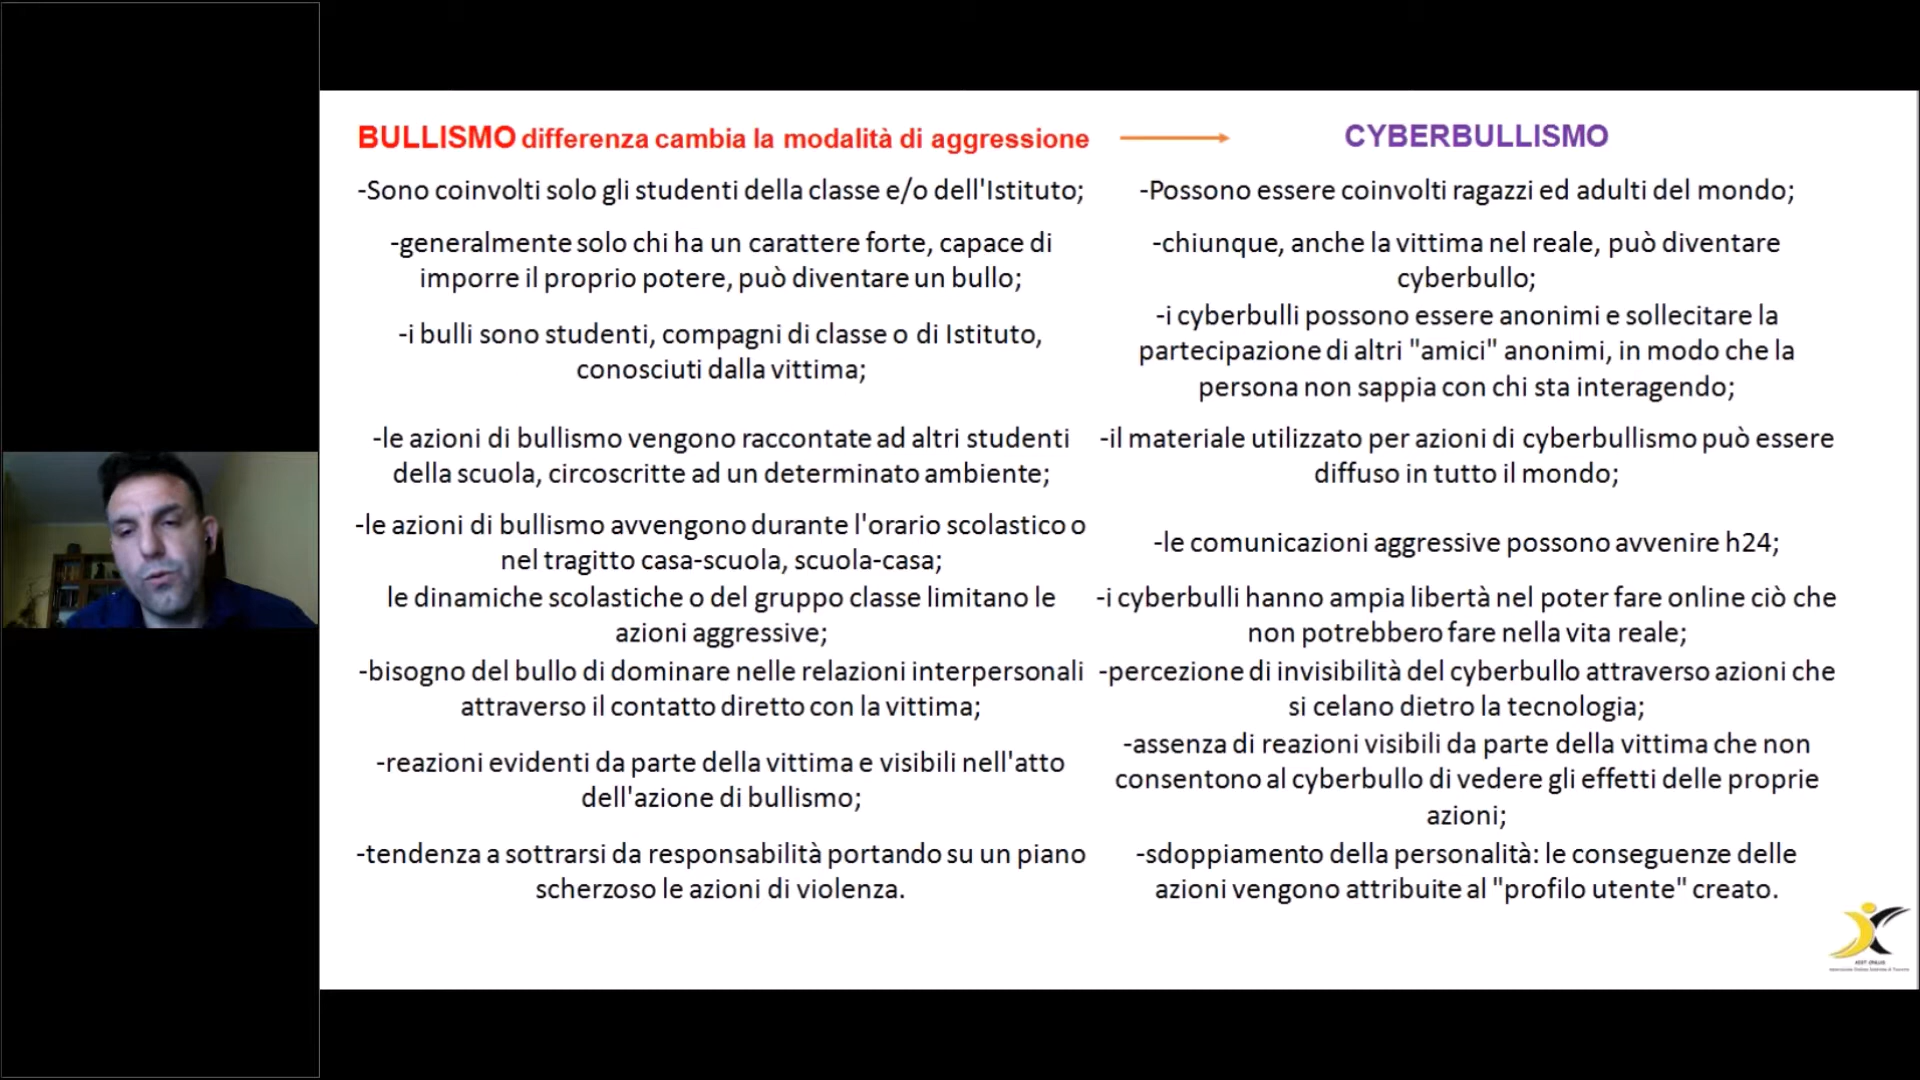 BULLISMO differenza cambia la modalità di aggressione
-Sono coinvolti solo gli studenti della classe e/o dell'Istituto;
-generalmente solo chi ha un carattere forte, capace di
imporre il proprio potere, può diventare un bullo;
-i bulli sono studenti, compagni di classe o di Istituto,
conosciuti dalla vittima;
-le azioni di bullismo vengono raccontate ad altri studenti
della scuola, circoscritte ad un determinato ambiente;
-le azioni di bullismo avvengono durante l'orario scolastico o
nel tragitto casa-scuola, scuola-casa;
le dinamiche scolastiche o del gruppo classe limitano le
azioni aggressive;
-bisogno del bullo di dominare nelle relazioni interpersonali
attraverso il contatto diretto con la vittima;
-reazioni evidenti da parte della vittima e visibili nell'atto
dell'azione di bullismo;
-tendenza a sottrarsi da responsabilità portando su un piano
scherzoso le azioni di violenza.
CYBERBULLISMO
-Possono essere coinvolti ragazzi ed adulti del mondo;
-chiunque, anche la vittima nel reale, può diventare
cyberbullo;
-i cyberbulli possono essere anonimi e sollecitare la
partecipazione di altri "amici" anonimi, in modo che la
persona non sappia con chi sta interagendo;
-il materiale utilizzato per azioni di cyberbullismo può essere
diffuso in tutto il mondo;
-le comunicazioni aggressive possono avvenire h24;
-i cyberbulli hanno ampia libertà nel poter fare online ciò che
non potrebbero fare nella vita reale;
-percezione di invisibilità del cyberbullo attraverso azioni che
si celano dietro la tecnologia;
-assenza di reazioni visibili da parte della vittima che non
consentono al cyberbullo di vedere gli effetti delle proprie
azioni;
-sdoppiamento della personalità: le conseguenze delle
azioni vengono attribuite al "profilo utente" creato.